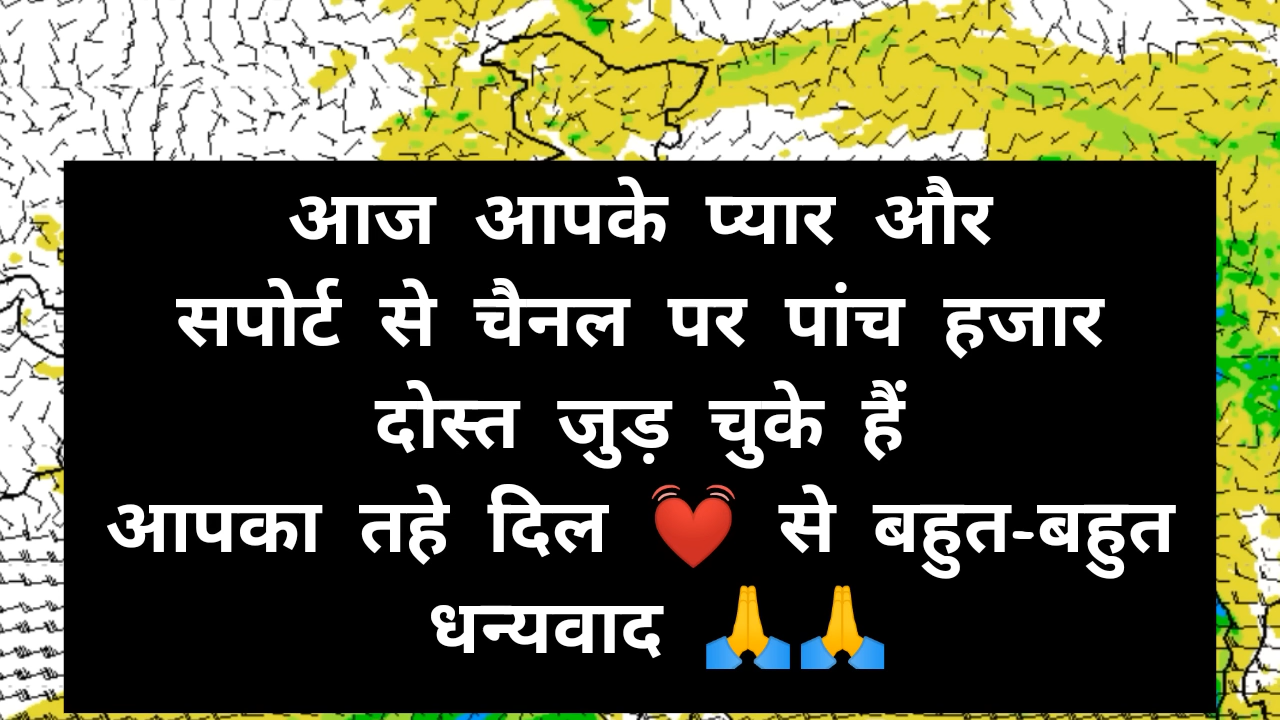 आज आपके प्यार और
सपोर्ट से चैनल पर पांच हजार
दोस्त जुड़ चुके हैं
आपका तहे दिल 💓 से बहुत-बहुत
धन्यवाद 🙏🙏